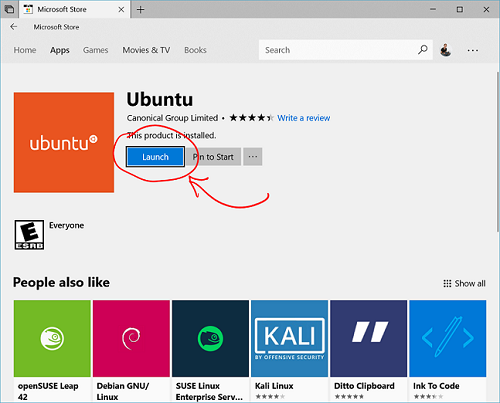 Microsoft Store
Microsoft Store
Home Apps Games Movies & TV Books Search
ubuntu
Ubuntu
Canonical Group Limited • Write a review
This product is installed.
Launch Pin to Start
E
ESRB
Everyone
People also like
Show all
KALI
BY OFFENSIVE SECURITY
openSUSE Leap 42
Debian GNU/ Linux
SUSE Linux Enterprise Serv...
Kali Linux
Ditto Clipboard
Ink To Code